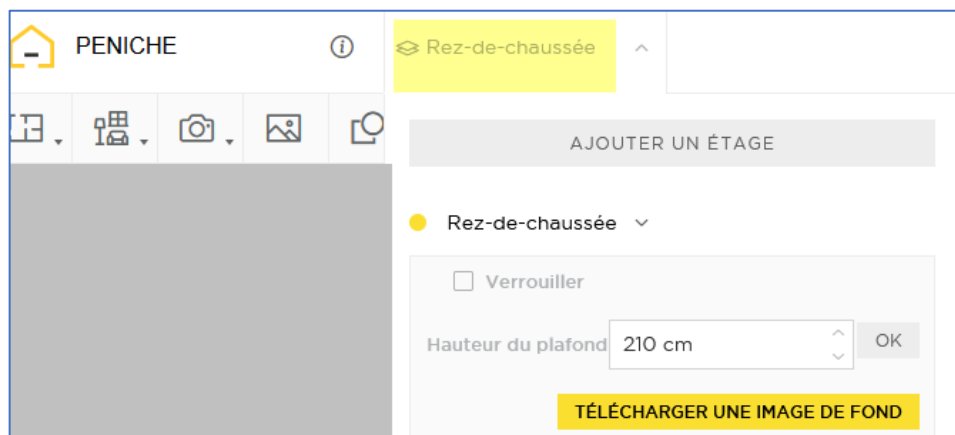 PENICHE
Rez-de-chaussée
AJOUTER UN ÉTAGE
Rez-de-chaussée
Verrouiller
Hauteur du plafond 210 cm OK
TÉLÉCHARGER UNE IMAGE DE FOND